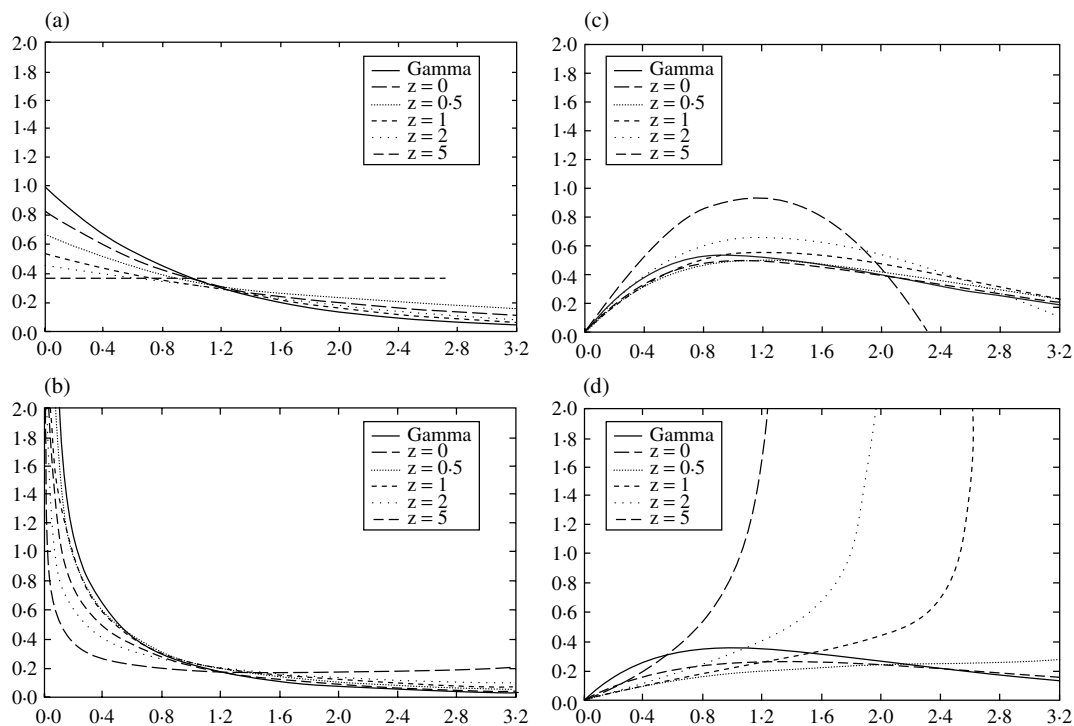 (a)
2·0
1·8
1·6
1·4
1·2
1·0
0·8
0·6
0·4
0·2
0·0
0·0 0·4 0·8 1·2 1·6 2·0 2·4 2·8 3·2
Gamma
z = 0
z = 0·5
z = 1
z = 2
z = 5
(c)
2·0
1·8
1·6
1·4
1·2
1·0
0·8
0·6
0·4
0·2
0·0
0·0 0·4 0·8 1·2 1·6 2·0 2·4 2·8 3·2
Gamma
z = 0
z = 0·5
z = 1
z = 2
z = 5
(b)
2·0
1·8
1·6
1·4
1·2
1·0
0·8
0·6
0·4
0·2
0·0
0·0 0·4 0·8 1·2 1·6 2·0 2·4 2·8 3·2
Gamma
z = 0
z = 0·5
z = 1
z = 2
z = 5
(d)
2·0
1·8
1·6
1·4
1·2
1·0
0·8
0·6
0·4
0·2
0·0
0·0 0·4 0·8 1·2 1·6 2·0 2·4 2·8 3·2
Gamma
z = 0
z = 0·5
z = 1
z = 2
z = 5